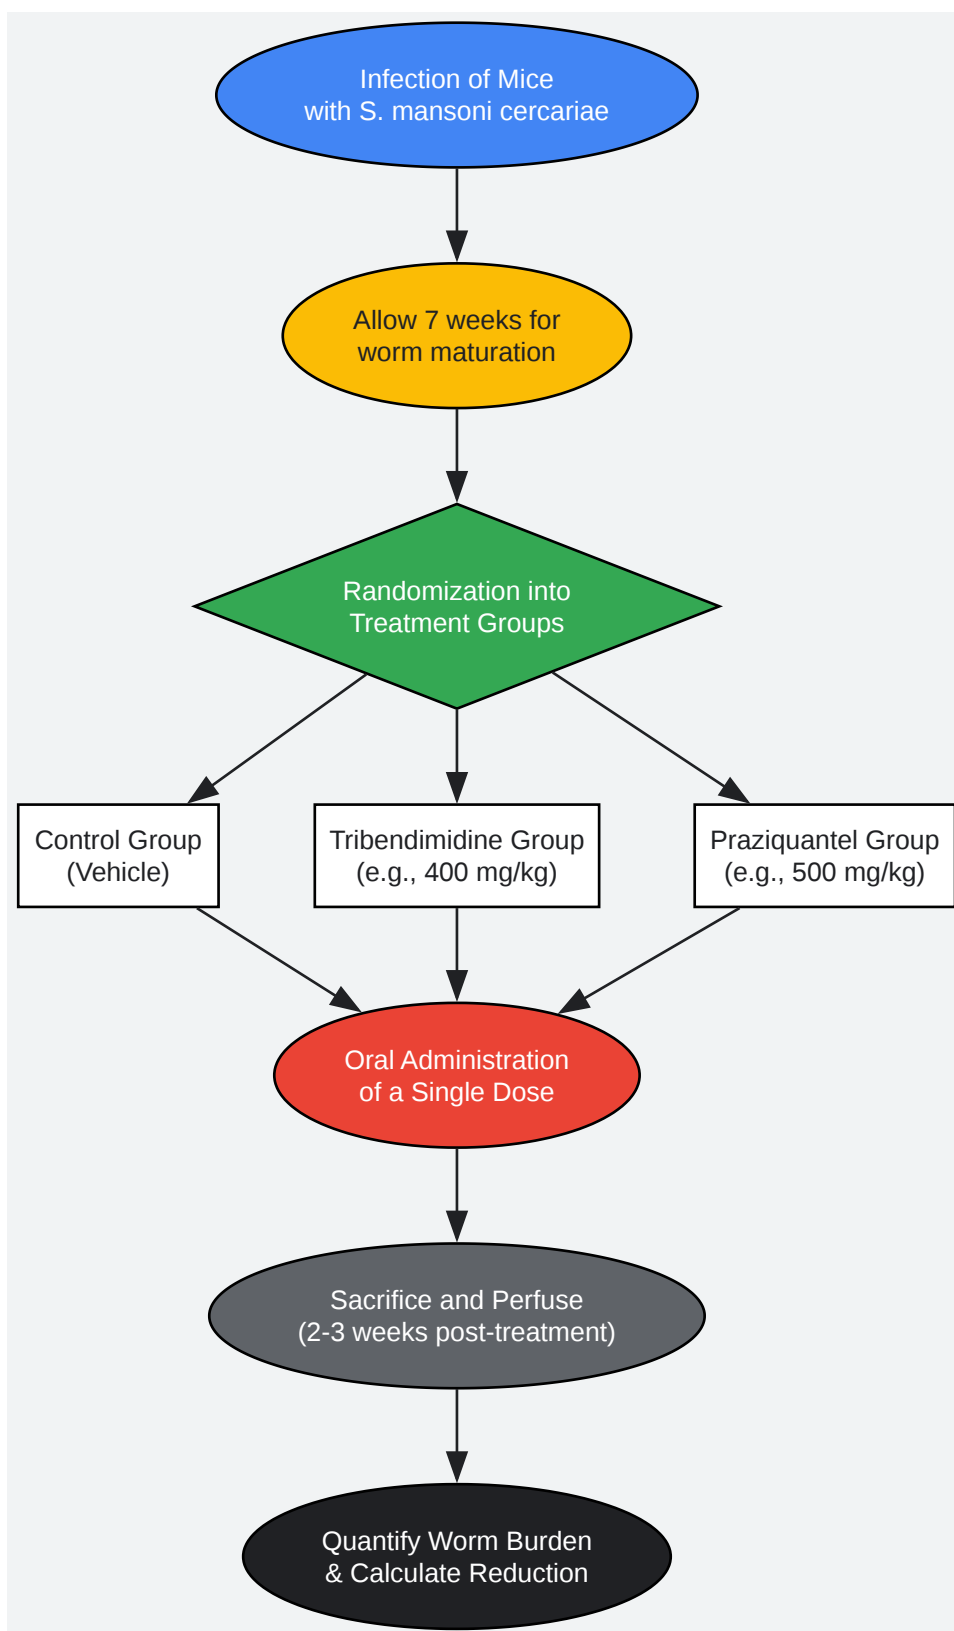 Infection of Mice
with S. mansoni cercariae
Allow 7 weeks for
worm maturation
Randomization into
Treatment Groups
Control Group
(Vehicle)
Tribendimidine Group
(e.g., 400 mg/kg)
Praziquantel Group
(e.g., 500 mg/kg)
Oral Administration
of a Single Dose
Sacrifice and Perfuse
(2-3 weeks post-treatment)
Quantify Worm Burden
& Calculate Reduction